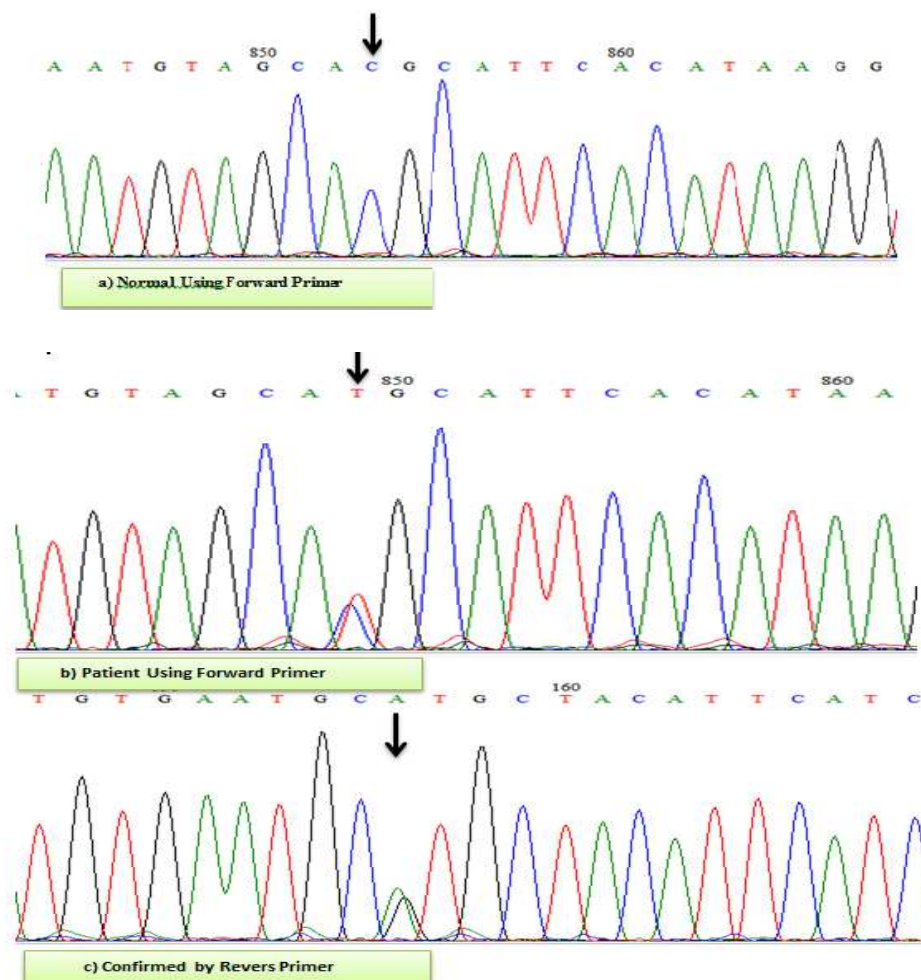 850 860
A A T G T A G C A C G C A T T C A C A T A A G G
a) Normal Using Forward Primer
850 860
T G T A G C A T G C A T T C A C A T A A
b) Patient Using Forward Primer
160
T G T G A A T G C A T G C T A C A T T C A T C
c) Confirmed by Revers Primer